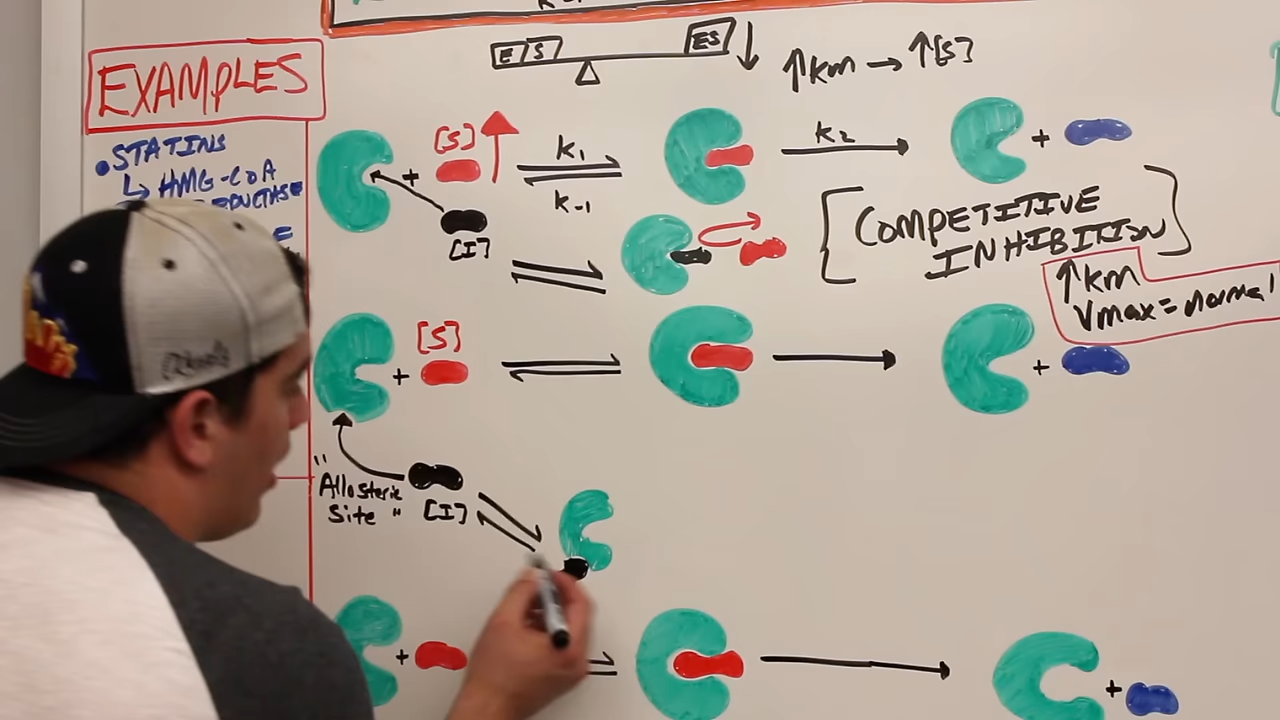 E S
ES ↓
↑Km → ↑[S]
EXAMPLES
• STATINS
↳ HMG-CoA
[S] ↑
+
K1
K-1
K2
+
[I]
[COMPETITIVE
INHIBITION]
↑Km
Vmax = normal
[S]
+
+
"Allosteric
Site"
[I]
+
+